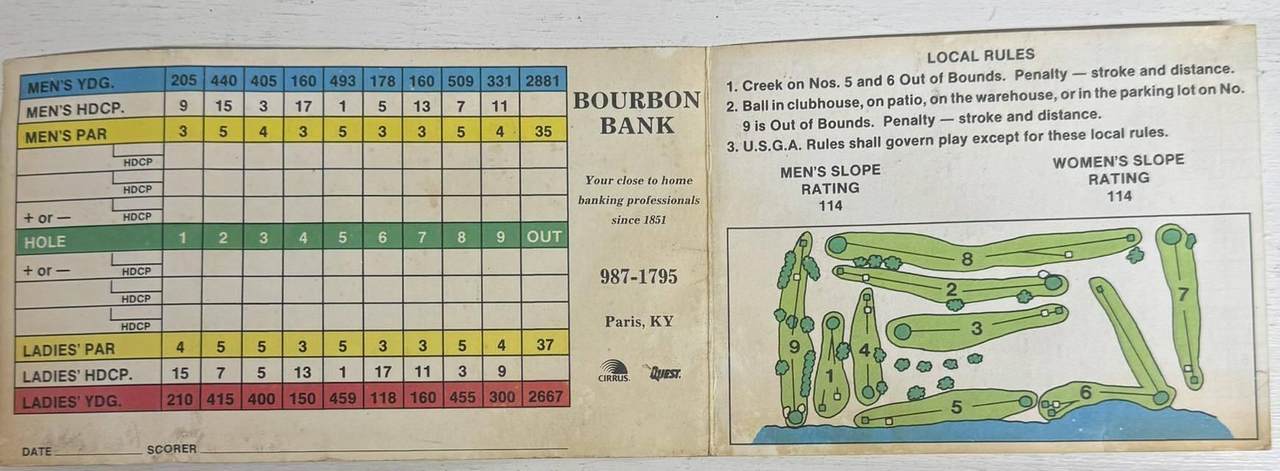 MEN'S YDG. 205 440 405 160 493 178 160 509 331 2881
MEN'S HDCP. 9 15 3 17 1 5 13 7 11
MEN'S PAR 3 5 4 3 5 3 3 5 4 35
HDCP
HDCP
+ or — HDCP
HOLE 1 2 3 4 5 6 7 8 9 OUT
+ or — HDCP
HDCP
HDCP
LADIES' PAR 4 5 5 3 5 3 3 5 4 37
LADIES' HDCP. 15 7 5 13 1 17 11 3 9
LADIES' YDG. 210 415 400 150 459 118 160 455 300 2667
DATE SCORER
BOURBON
BANK
Your close to home
banking professionals
since 1851
987-1795
Paris, KY
CIRRUS. QUEST.
LOCAL RULES
1. Creek on Nos. 5 and 6 Out of Bounds. Penalty — stroke and distance.
2. Ball in clubhouse, on patio, on the warehouse, or in the parking lot on No.
9 is Out of Bounds. Penalty — stroke and distance.
3. U.S.G.A. Rules shall govern play except for these local rules.
MEN'S SLOPE
RATING
114
WOMEN'S SLOPE
RATING
114
8
2
7
3
9
4
1
6
5